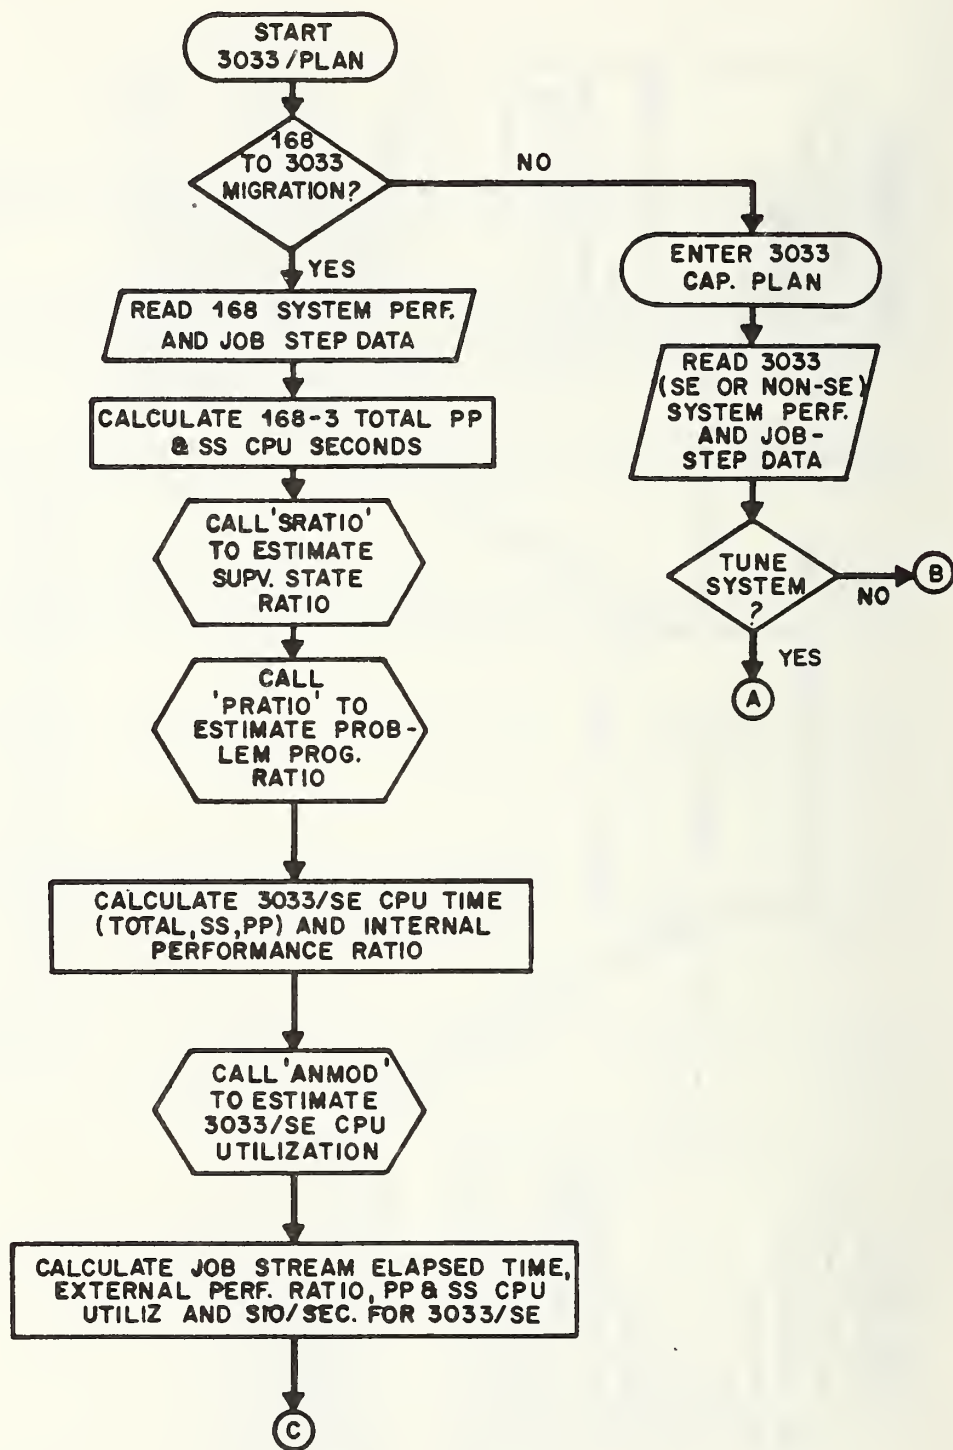 START
3033/PLAN
168
TO 3033
MIGRATION?
NO
YES
READ 168 SYSTEM PERF.
AND JOB STEP DATA
CALCULATE 168-3 TOTAL PP
& SS CPU SECONDS
CALL 'SRATIO'
TO ESTIMATE
SUPV. STATE
RATIO
CALL
'PRATIO' TO
ESTIMATE PROB-
LEM PROG.
RATIO
CALCULATE 3033/SE CPU TIME
(TOTAL, SS, PP) AND INTERNAL
PERFORMANCE RATIO
CALL 'ANMOD'
TO ESTIMATE
3033/SE CPU
UTILIZATION
CALCULATE JOB STREAM ELAPSED TIME,
EXTERNAL PERF. RATIO, PP & SS CPU
UTILIZ AND SIO/SEC. FOR 3033/SE
C
ENTER 3033
CAP. PLAN
READ 3033
(SE OR NON-SE)
SYSTEM PERF.
AND JOB-
STEP DATA
TUNE
SYSTEM
?
NO
B
YES
A